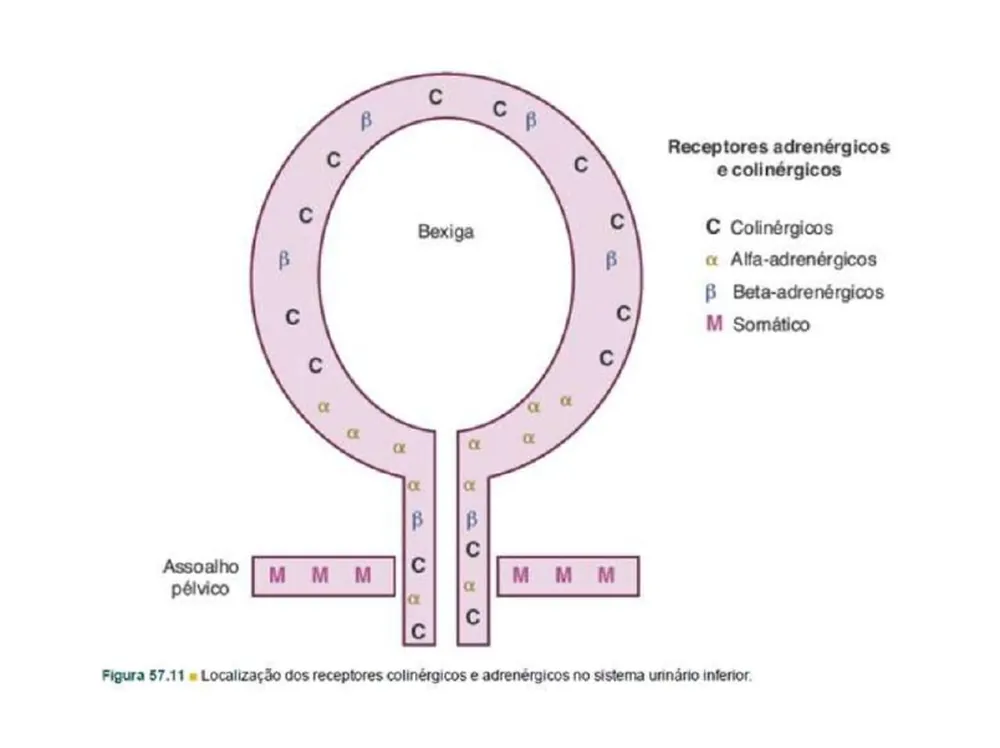 C
C
β
β
C
C
C
C
Bexiga
β
β
C
C
C
C
α
α
α
α
α
α
α
α
α
β
β
C
C
Assoalho
pélvico
M M M
M M M
α
α
C
C
Receptores adrenérgicos
e colinérgicos
C Colinérgicos
α Alfa-adrenérgicos
β Beta-adrenérgicos
M Somático
Figura 57.11 ■ Localização dos receptores colinérgicos e adrenérgicos no sistema urinário inferior.